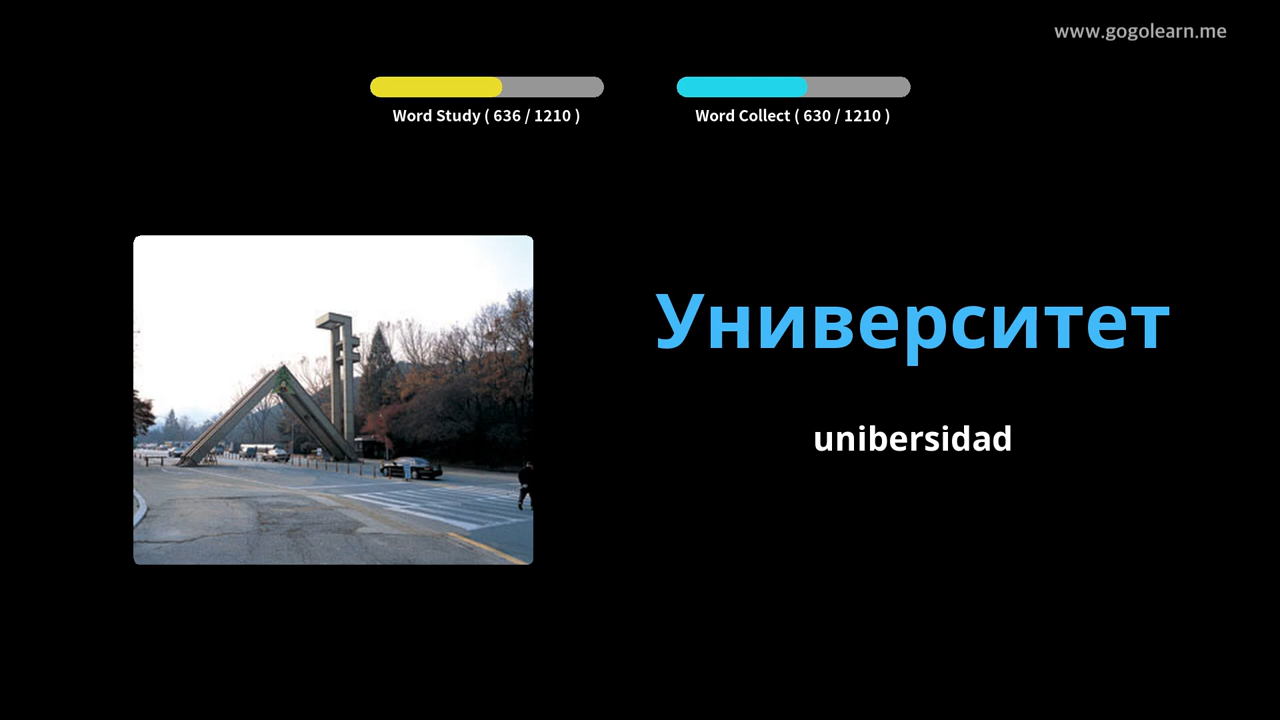 www.gogolearn.me
Word Study ( 636 / 1210 )
Word Collect ( 630 / 1210 )
Университет
unibersidad